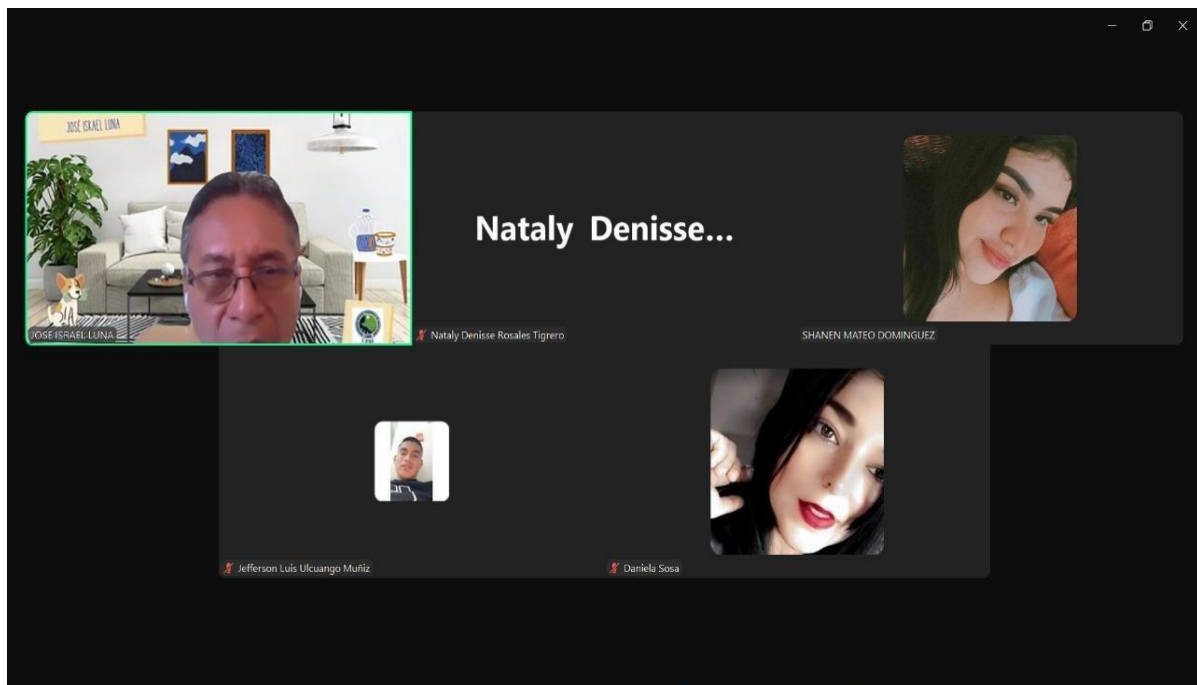 JOSÉ ISRAEL LUNA
Nataly Denisse...
JOSE ISRAEL LUNA
Nataly Denisse Rosales Tigrero
SHANEN MATEO DOMINGUEZ
Jefferson Luis Ulcuango Muñiz
Daniela Sosa